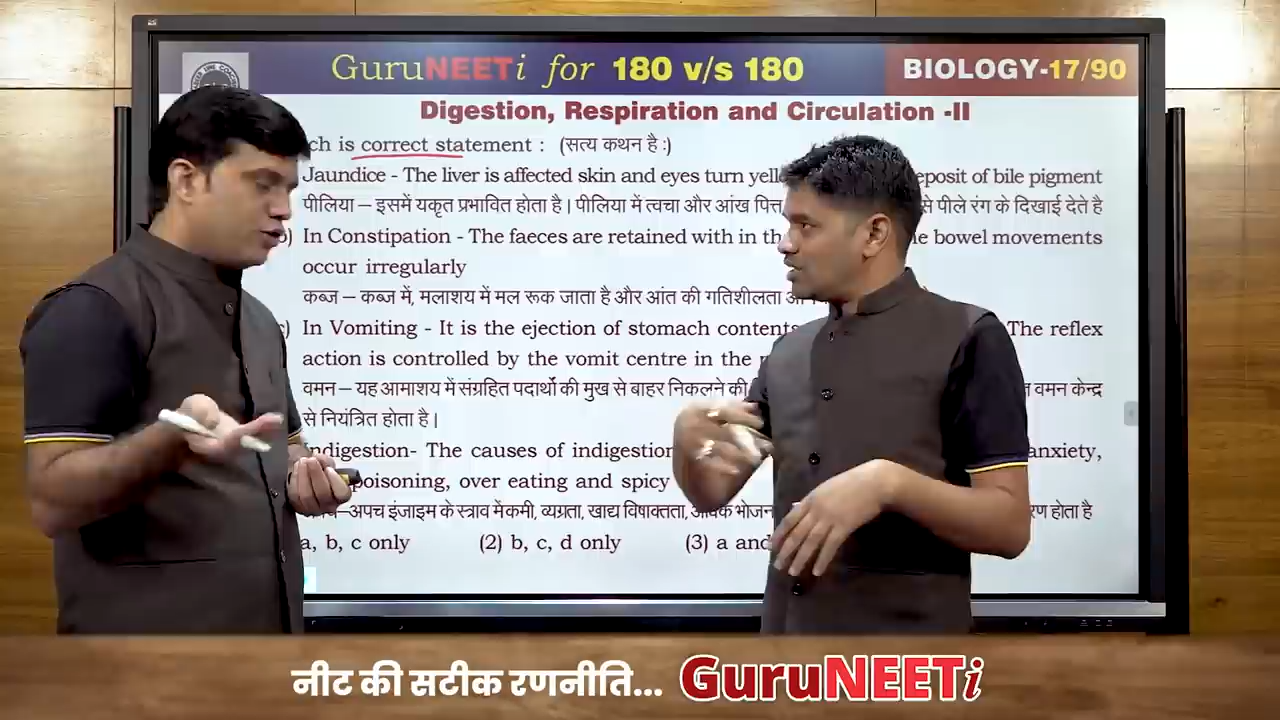 GuruNEETi for 180 v/s 180
BIOLOGY-17/90
Digestion, Respiration and Circulation -II
ch is correct statement : (सत्य कथन है :)
Jaundice - The liver is affected skin and eyes turn yell eposit of bile pigment
पीलिया – इसमें यकृत प्रभावित होता है। पीलिया में त्वचा और आंख पित्त से पीले रंग के दिखाई देते है
In Constipation - The faeces are retained with in th e bowel movements
occur irregularly
कब्ज – कब्ज में, मलाशय में मल रूक जाता है और आंत की गतिशीलता
In Vomiting - It is the ejection of stomach contents The reflex
action is controlled by the vomit centre in the
वमन – यह आमाशय में संग्रहित पदार्थो की मुख से बाहर निकलने की वमन केन्द्र
से नियंत्रित होता है।
ndigestion- The causes of indigestion anxiety,
poisoning, over eating and spicy
–अपच इंजाइम के स्त्राव में कमी, व्यग्रता, खाद्य विषाक्तता, भोजन रण होता है
a, b, c only (2) b, c, d only (3) a and
नीट की सटीक रणनीति... GuruNEETi